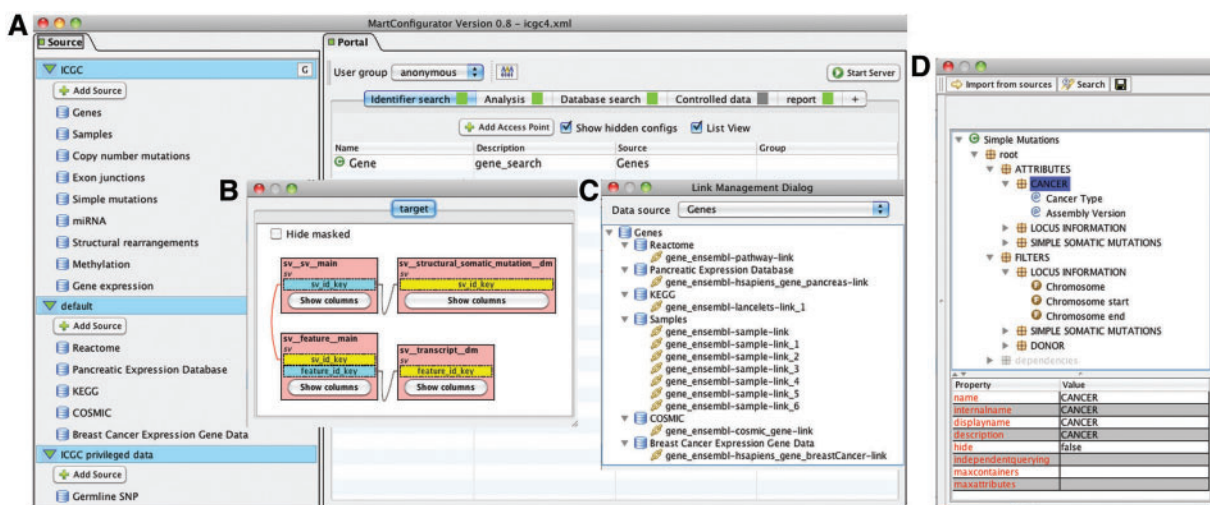 A
MartConfigurator Version 0.8 – icgc4.xml
Source
ICGC
G
Add Source
Genes
Samples
Copy number mutations
Exon junctions
Simple mutations
miRNA
Structural rearrangements
Methylation
Gene expression
default
Add Source
Reactome
Pancreatic Expression Database
KEGG
COSMIC
Breast Cancer Expression Gene Data
ICGC privileged data
Add Source
Germline SNP
Portal
User group anonymous
Start Server
Identifier search Analysis Database search Controlled data report +
Add Access Point Show hidden configs List View
Name Description Source Group
Gene gene_search Genes
B
target
Hide masked
sv__sv__main
sv
sv_id_key
Show columns
sv__structural_somatic_mutation__dm
sv_id_key
Show columns
sv__feature__main
sv
sv_id_key
feature_id_key
Show columns
sv__transcript__dm
sv
feature_id_key
Show columns
C
Link Management Dialog
Data source Genes
Genes
Reactome
gene_ensembl-pathway-link
Pancreatic Expression Database
gene_ensembl-hsapiens_gene_pancreas-link
KEGG
gene_ensembl-lancelets-link_1
Samples
gene_ensembl-sample-link
gene_ensembl-sample-link_1
gene_ensembl-sample-link_2
gene_ensembl-sample-link_3
gene_ensembl-sample-link_4
gene_ensembl-sample-link_5
gene_ensembl-sample-link_6
COSMIC
gene_ensembl-cosmic_gene-link
Breast Cancer Expression Gene Data
gene_ensembl-hsapiens_gene_breastCancer-link
D
Import from sources Search
Simple Mutations
root
ATTRIBUTES
CANCER
Cancer Type
Assembly Version
LOCUS INFORMATION
SIMPLE SOMATIC MUTATIONS
FILTERS
LOCUS INFORMATION
Chromosome
Chromosome start
Chromosome end
SIMPLE SOMATIC MUTATIONS
DONOR
dependencies
Property Value
name CANCER
internalname CANCER
displayname CANCER
description CANCER
hide false
independentquerying
maxcontainers
maxattributes